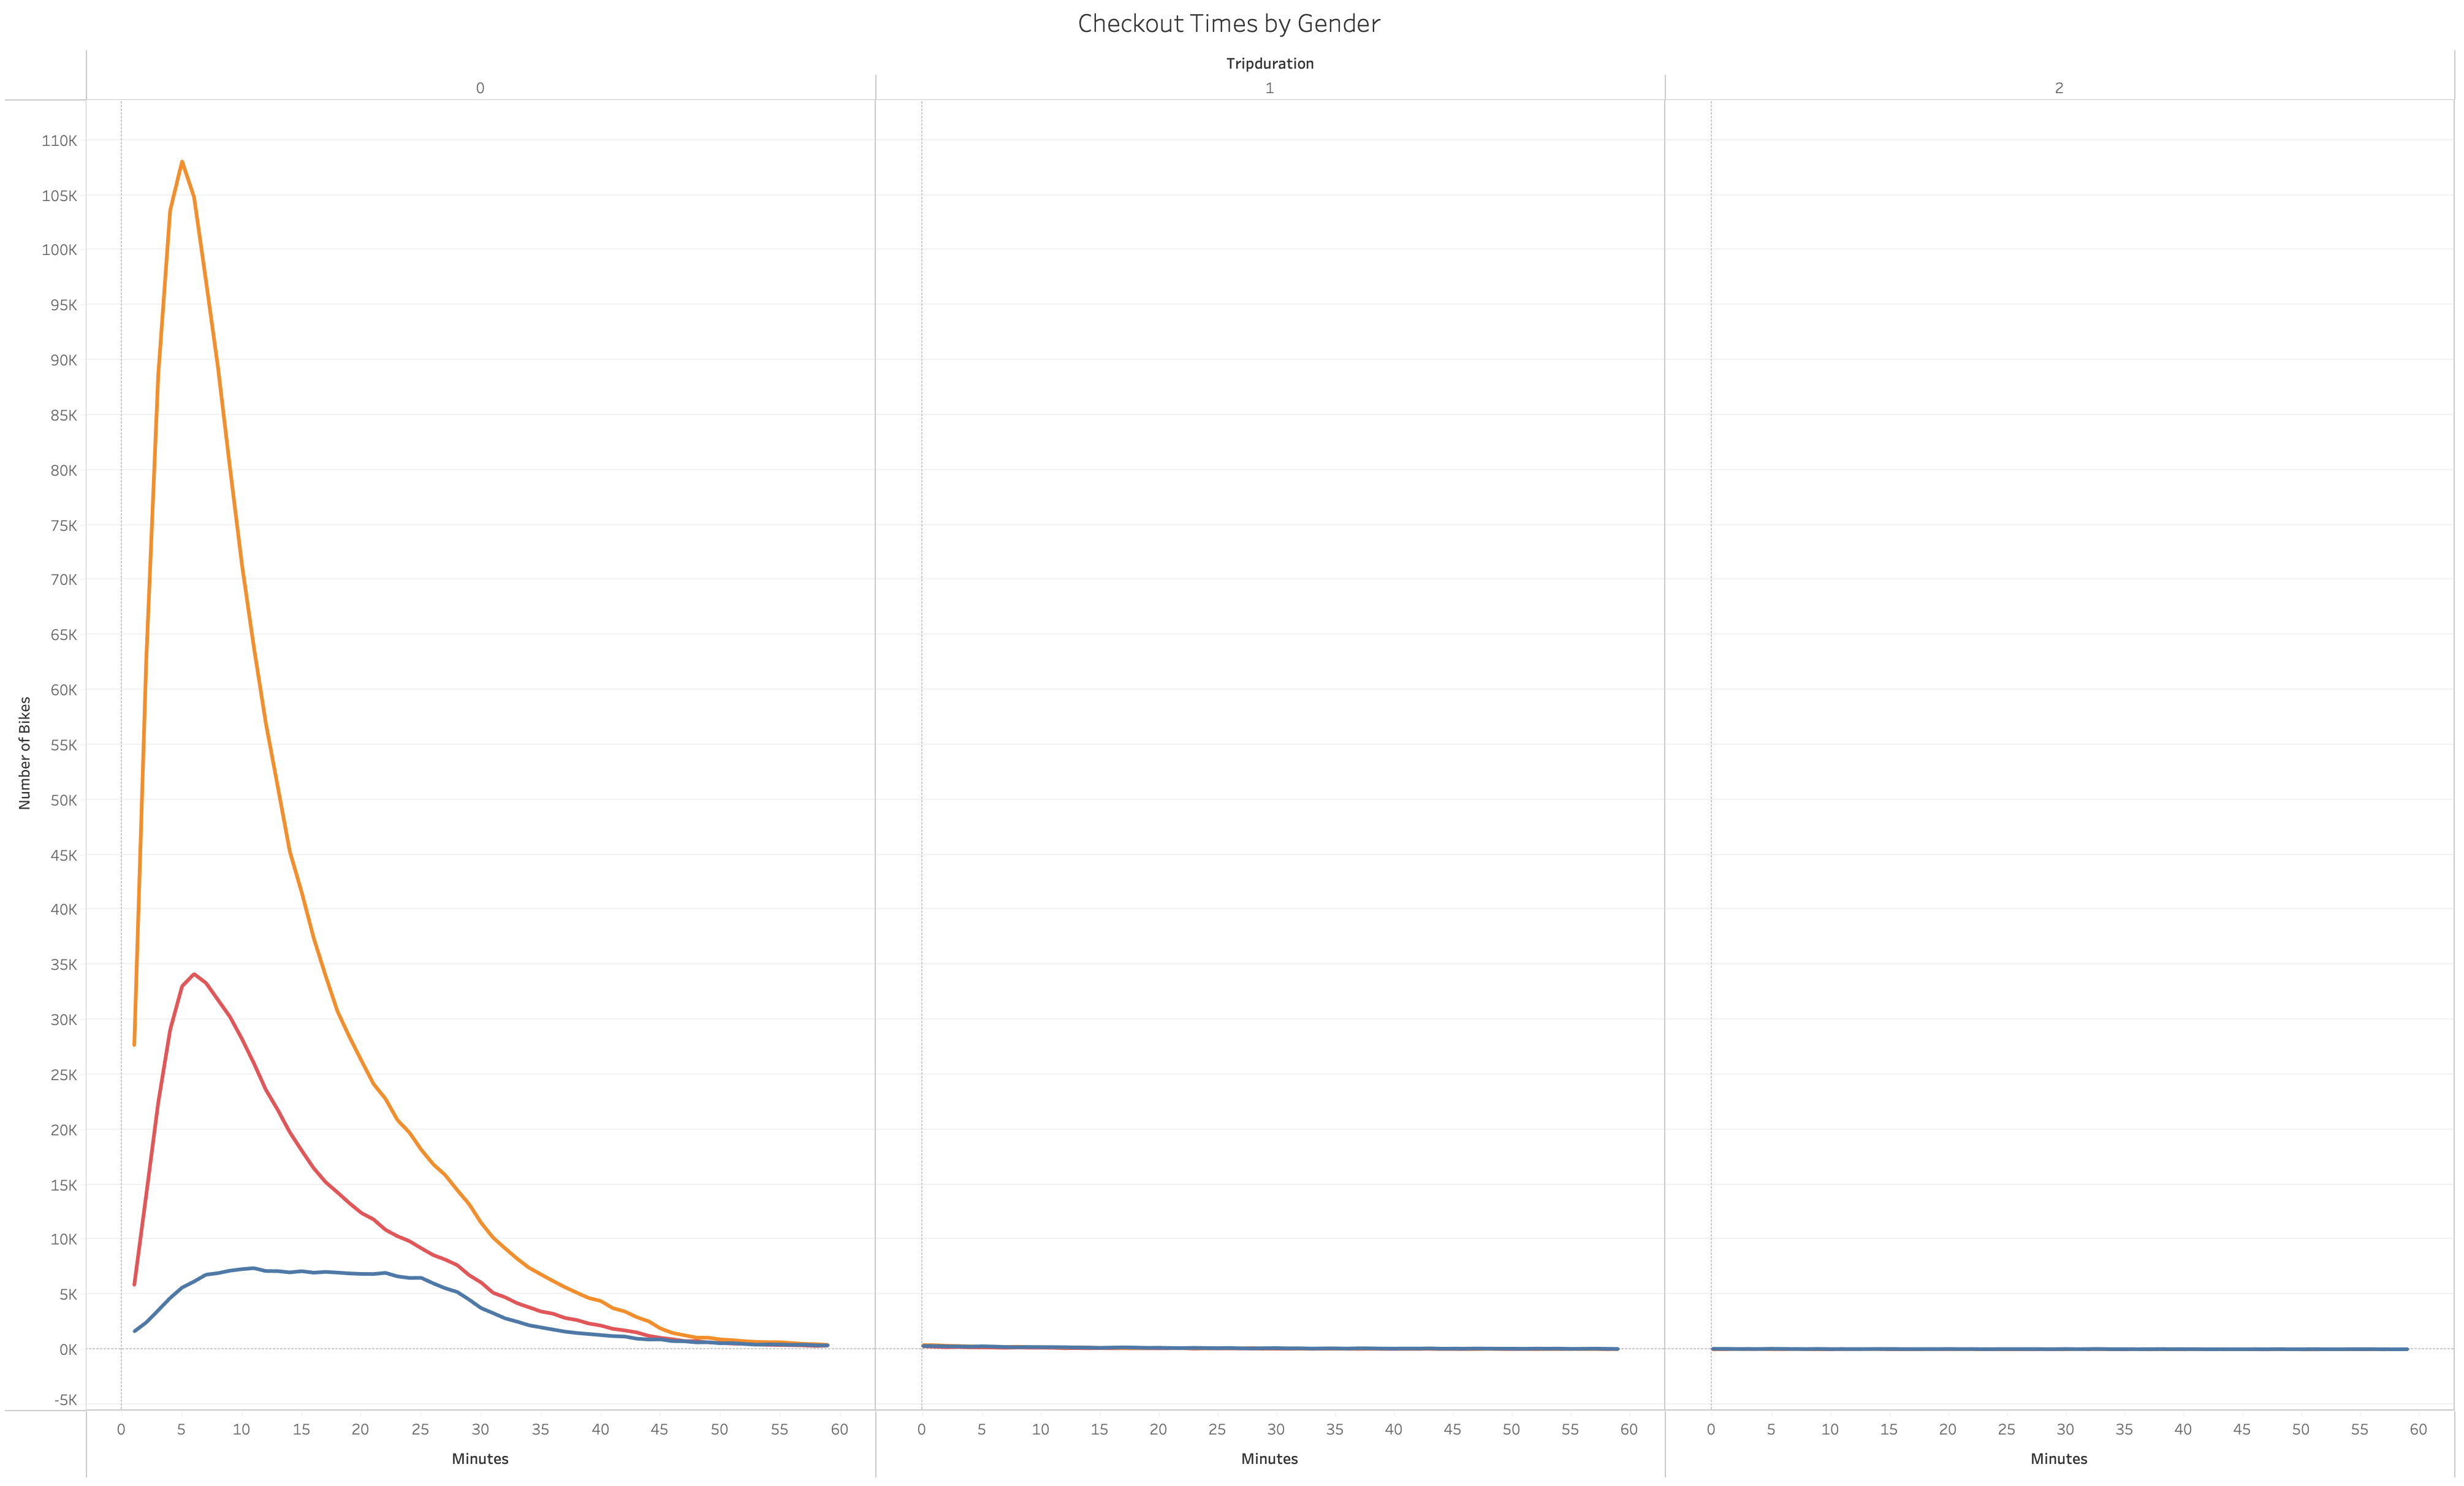 Checkout Times by Gender
Tripduration
0 1 2
110K
105K
100K
95K
90K
85K
80K
75K
70K
65K
60K
55K
50K
45K
40K
35K
30K
25K
20K
15K
10K
5K
0K
-5K
Number of Bikes
0 5 10 15 20 25 30 35 40 45 50 55 60 0 5 10 15 20 25 30 35 40 45 50 55 60 0 5 10 15 20 25 30 35 40 45 50 55 60
Minutes Minutes Minutes